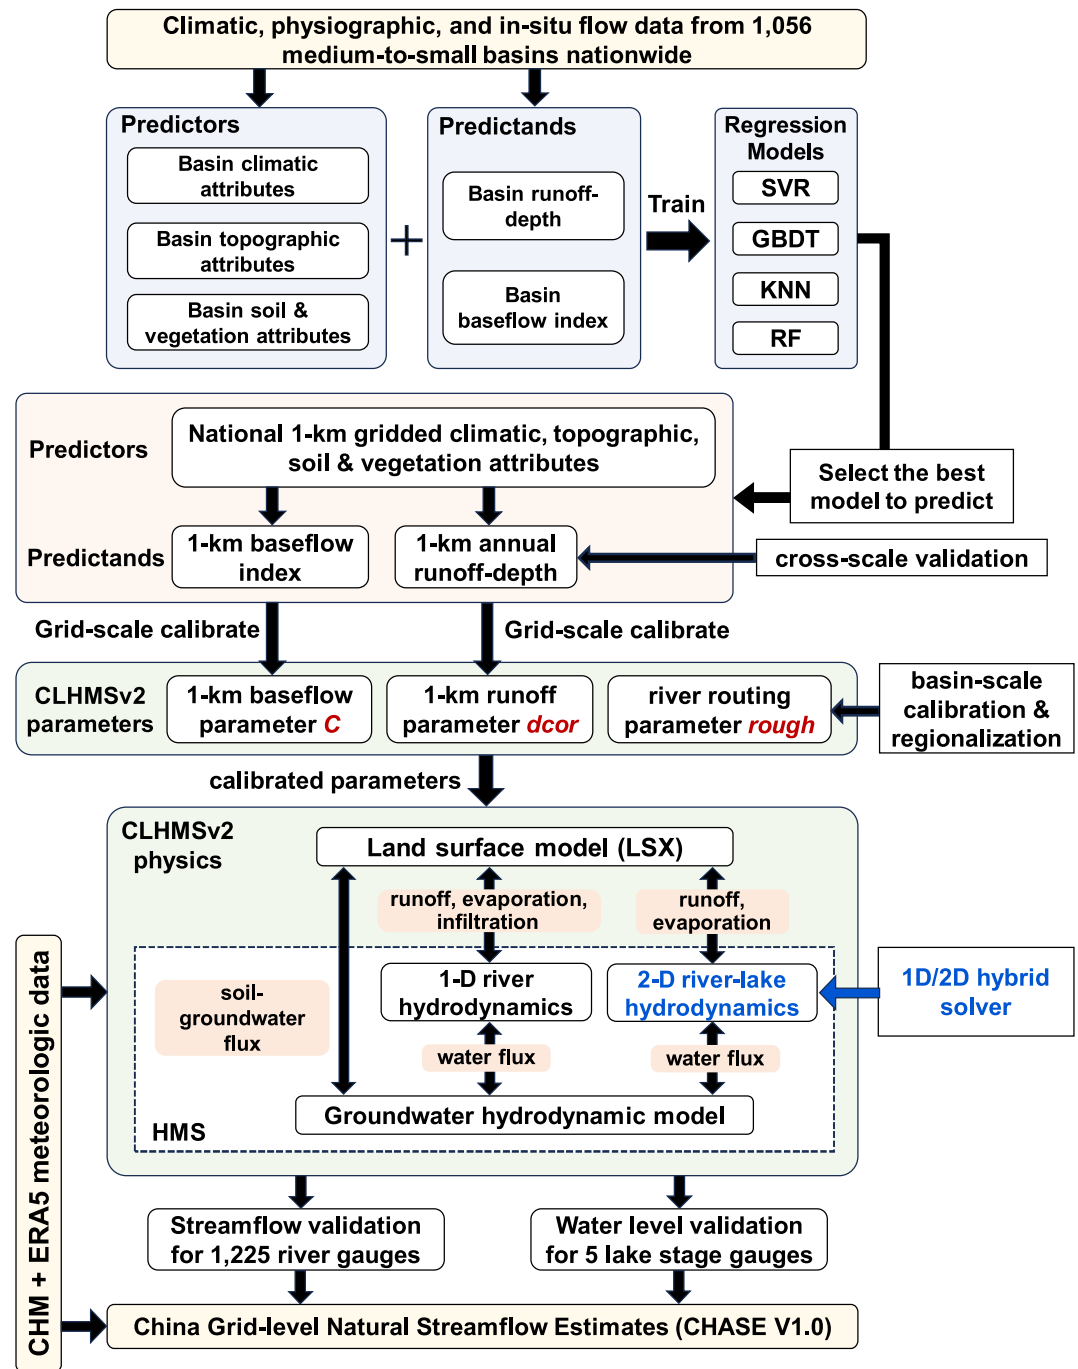 Climatic, physiographic, and in-situ flow data from 1,056
medium-to-small basins nationwide
Predictors
Basin climatic
attributes
Basin topographic
attributes
Basin soil &
vegetation attributes
+
Predictands
Basin runoff-
depth
Basin
baseflow index
Train
Regression
Models
SVR
GBDT
KNN
RF
Predictors
National 1-km gridded climatic, topographic,
soil & vegetation attributes
Select the best
model to predict
Predictands
1-km baseflow
index
1-km annual
runoff-depth
cross-scale validation
Grid-scale calibrate
Grid-scale calibrate
CLHMSv2
parameters
1-km baseflow
parameter C
1-km runoff
parameter dcor
river routing
parameter rough
basin-scale
calibration &
regionalization
calibrated parameters
CLHMSv2
physics
Land surface model (LSX)
runoff, evaporation,
infiltration
runoff,
evaporation
soil-
groundwater
flux
1-D river
hydrodynamics
2-D river-lake
hydrodynamics
1D/2D hybrid
solver
water flux
water flux
Groundwater hydrodynamic model
HMS
CHM + ERA5 meteorologic data
Streamflow validation
for 1,225 river gauges
Water level validation
for 5 lake stage gauges
China Grid-level Natural Streamflow Estimates (CHASE V1.0)